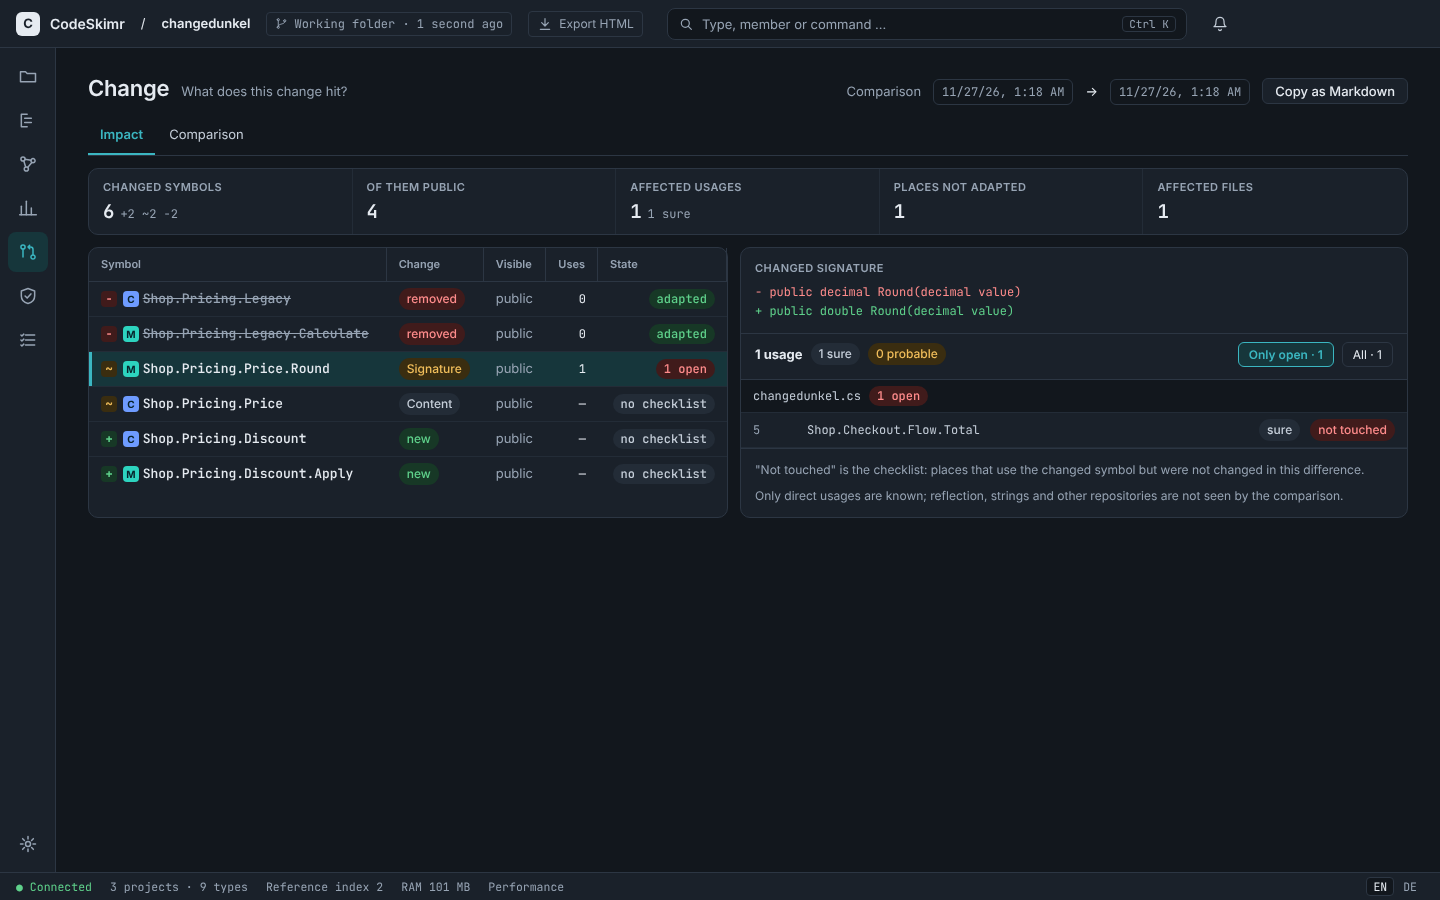 C CodeSkimr / changedunkel Working folder · 1 second ago Export HTML Type, member or command ... Ctrl K
Change What does this change hit? Comparison 11/27/26, 1:18 AM → 11/27/26, 1:18 AM Copy as Markdown
Impact Comparison
CHANGED SYMBOLS OF THEM PUBLIC AFFECTED USAGES PLACES NOT ADAPTED AFFECTED FILES
6 +2 ~2 -2 4 1 1 sure 1 1
Symbol Change Visible Uses State
- C Shop.Pricing.Legacy removed public 0 adapted
- M Shop.Pricing.Legacy.Calculate removed public 0 adapted
~ M Shop.Pricing.Price.Round Signature public 1 1 open
~ C Shop.Pricing.Price Content public – no checklist
+ C Shop.Pricing.Discount new public – no checklist
+ M Shop.Pricing.Discount.Apply new public – no checklist
CHANGED SIGNATURE
- public decimal Round(decimal value)
+ public double Round(decimal value)
1 usage 1 sure 0 probable Only open · 1 All · 1
changedunkel.cs 1 open
5 Shop.Checkout.Flow.Total sure not touched
"Not touched" is the checklist: places that use the changed symbol but were not changed in this difference.
Only direct usages are known; reflection, strings and other repositories are not seen by the comparison.
● Connected 3 projects · 9 types Reference index 2 RAM 101 MB Performance EN DE